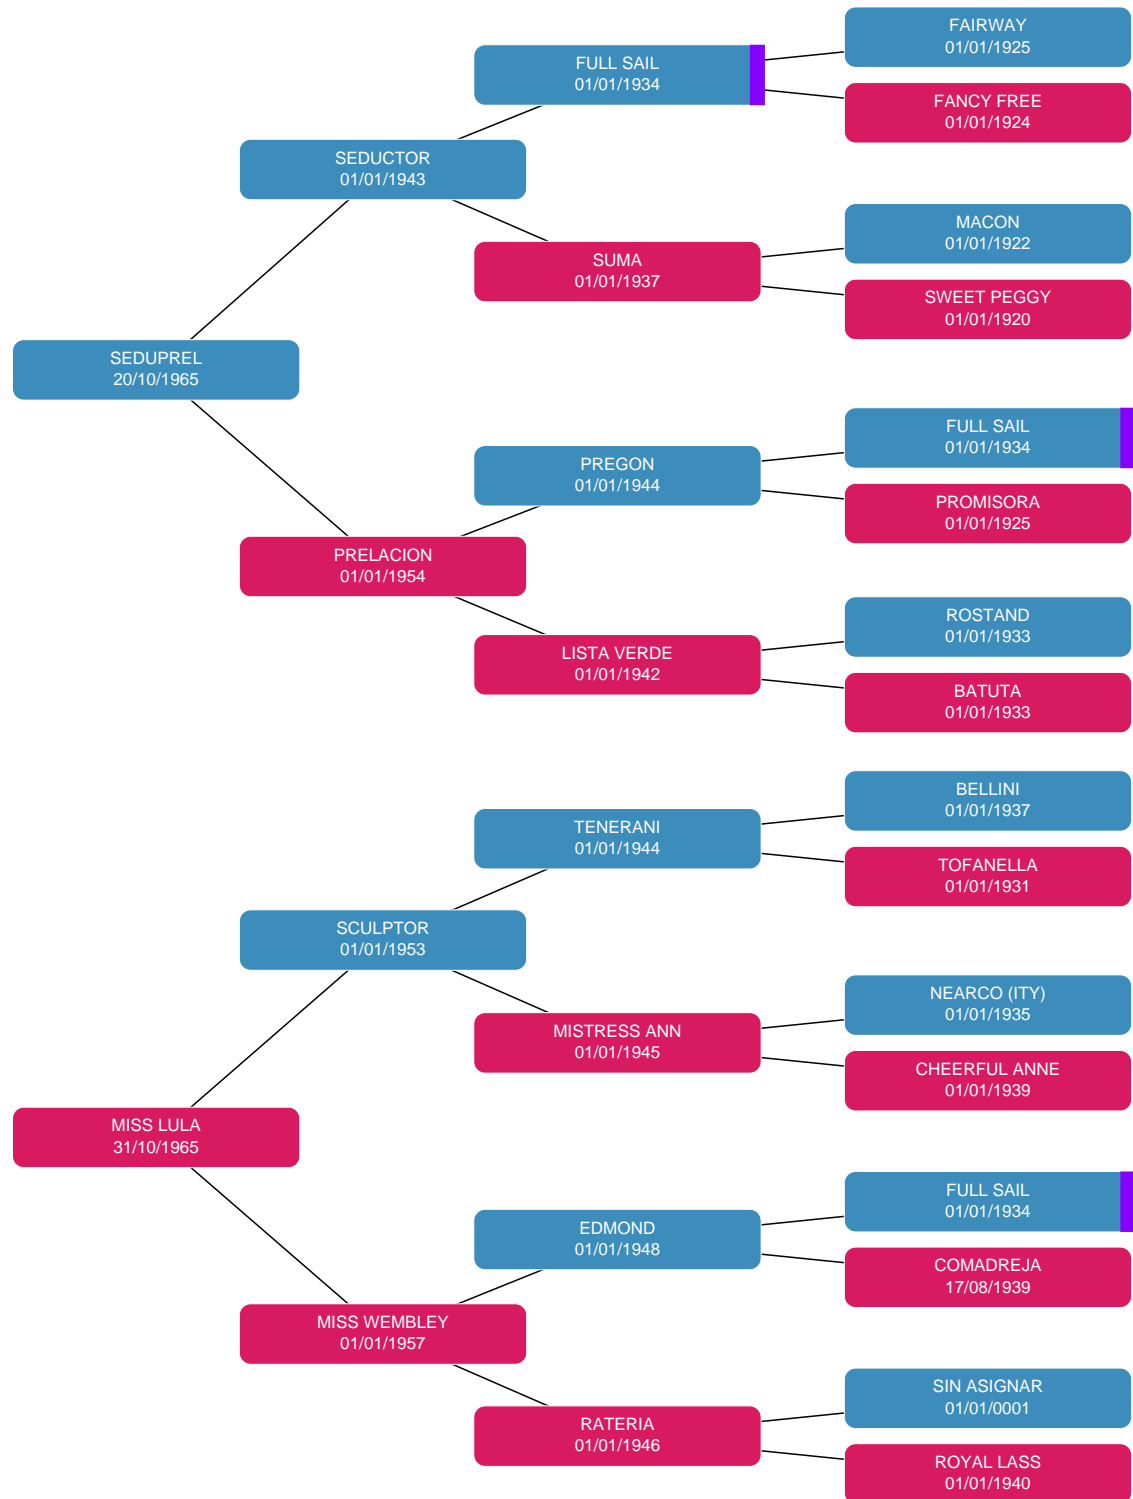 FAIRWAY
01/01/1925
FULL SAIL
01/01/1934
FANCY FREE
01/01/1924
SEDUCTOR
01/01/1943
MACON
01/01/1922
SUMA
01/01/1937
SWEET PEGGY
01/01/1920
SEDUPREL
20/10/1965
FULL SAIL
01/01/1934
PREGON
01/01/1944
PROMISORA
01/01/1925
PRELACION
01/01/1954
ROSTAND
01/01/1933
LISTA VERDE
01/01/1942
BATUTA
01/01/1933
BELLINI
01/01/1937
TENERANI
01/01/1944
TOFANELLA
01/01/1931
SCULPTOR
01/01/1953
NEARCO (ITY)
01/01/1935
MISTRESS ANN
01/01/1945
CHEERFUL ANNE
01/01/1939
MISS LULA
31/10/1965
FULL SAIL
01/01/1934
EDMOND
01/01/1948
COMADREJA
17/08/1939
MISS WEMBLEY
01/01/1957
SIN ASIGNAR
01/01/0001
RATERIA
01/01/1946
ROYAL LASS
01/01/1940